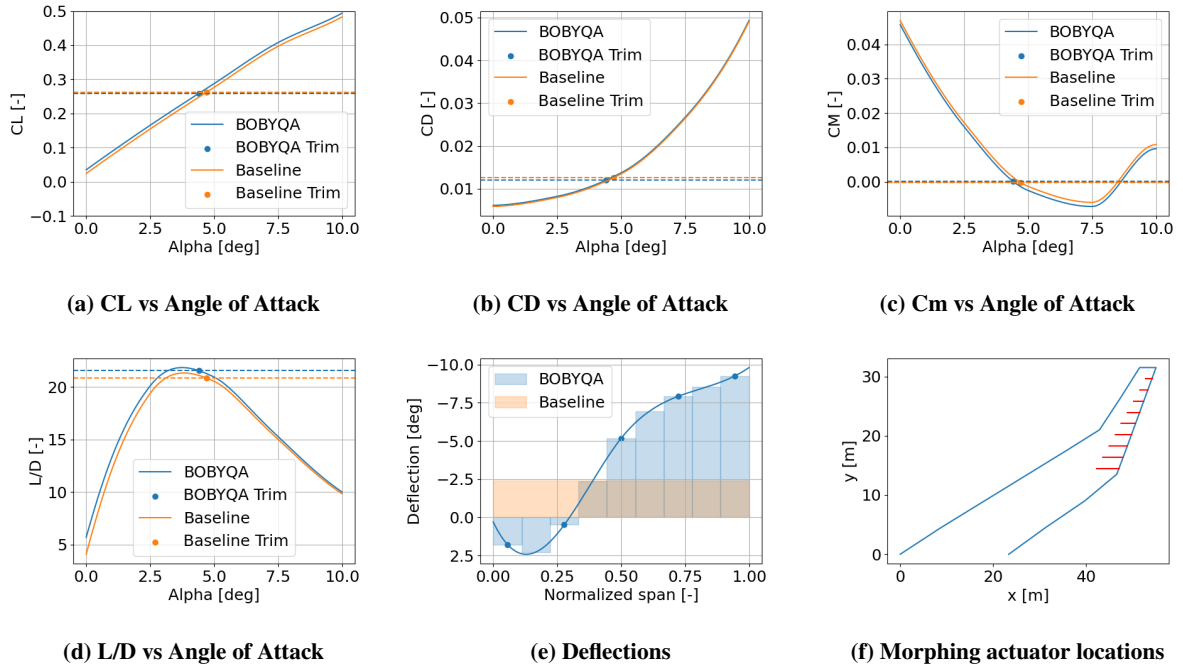 0.5
0.4
0.3
0.2
0.1
0.0
−0.1
CL [-]
0.0 2.5 5.0 7.5 10.0
Alpha [deg]
BOBYQA
BOBYQA Trim
Baseline
Baseline Trim
(a) CL vs Angle of Attack
0.05
0.04
0.03
0.02
0.01
CD [-]
0.0 2.5 5.0 7.5 10.0
Alpha [deg]
BOBYQA
BOBYQA Trim
Baseline
Baseline Trim
(b) CD vs Angle of Attack
0.04
0.03
0.02
0.01
0.00
CM [-]
0.0 2.5 5.0 7.5 10.0
Alpha [deg]
BOBYQA
BOBYQA Trim
Baseline
Baseline Trim
(c) Cm vs Angle of Attack
20
15
10
5
L/D [-]
0.0 2.5 5.0 7.5 10.0
Alpha [deg]
BOBYQA
BOBYQA Trim
Baseline
Baseline Trim
(d) L/D vs Angle of Attack
−10.0
−7.5
−5.0
−2.5
0.0
2.5
Deflection [deg]
0.00 0.25 0.50 0.75 1.00
Normalized span [-]
BOBYQA
Baseline
(e) Deflections
30
20
10
0
y [m]
0 20 40
x [m]
(f) Morphing actuator locations